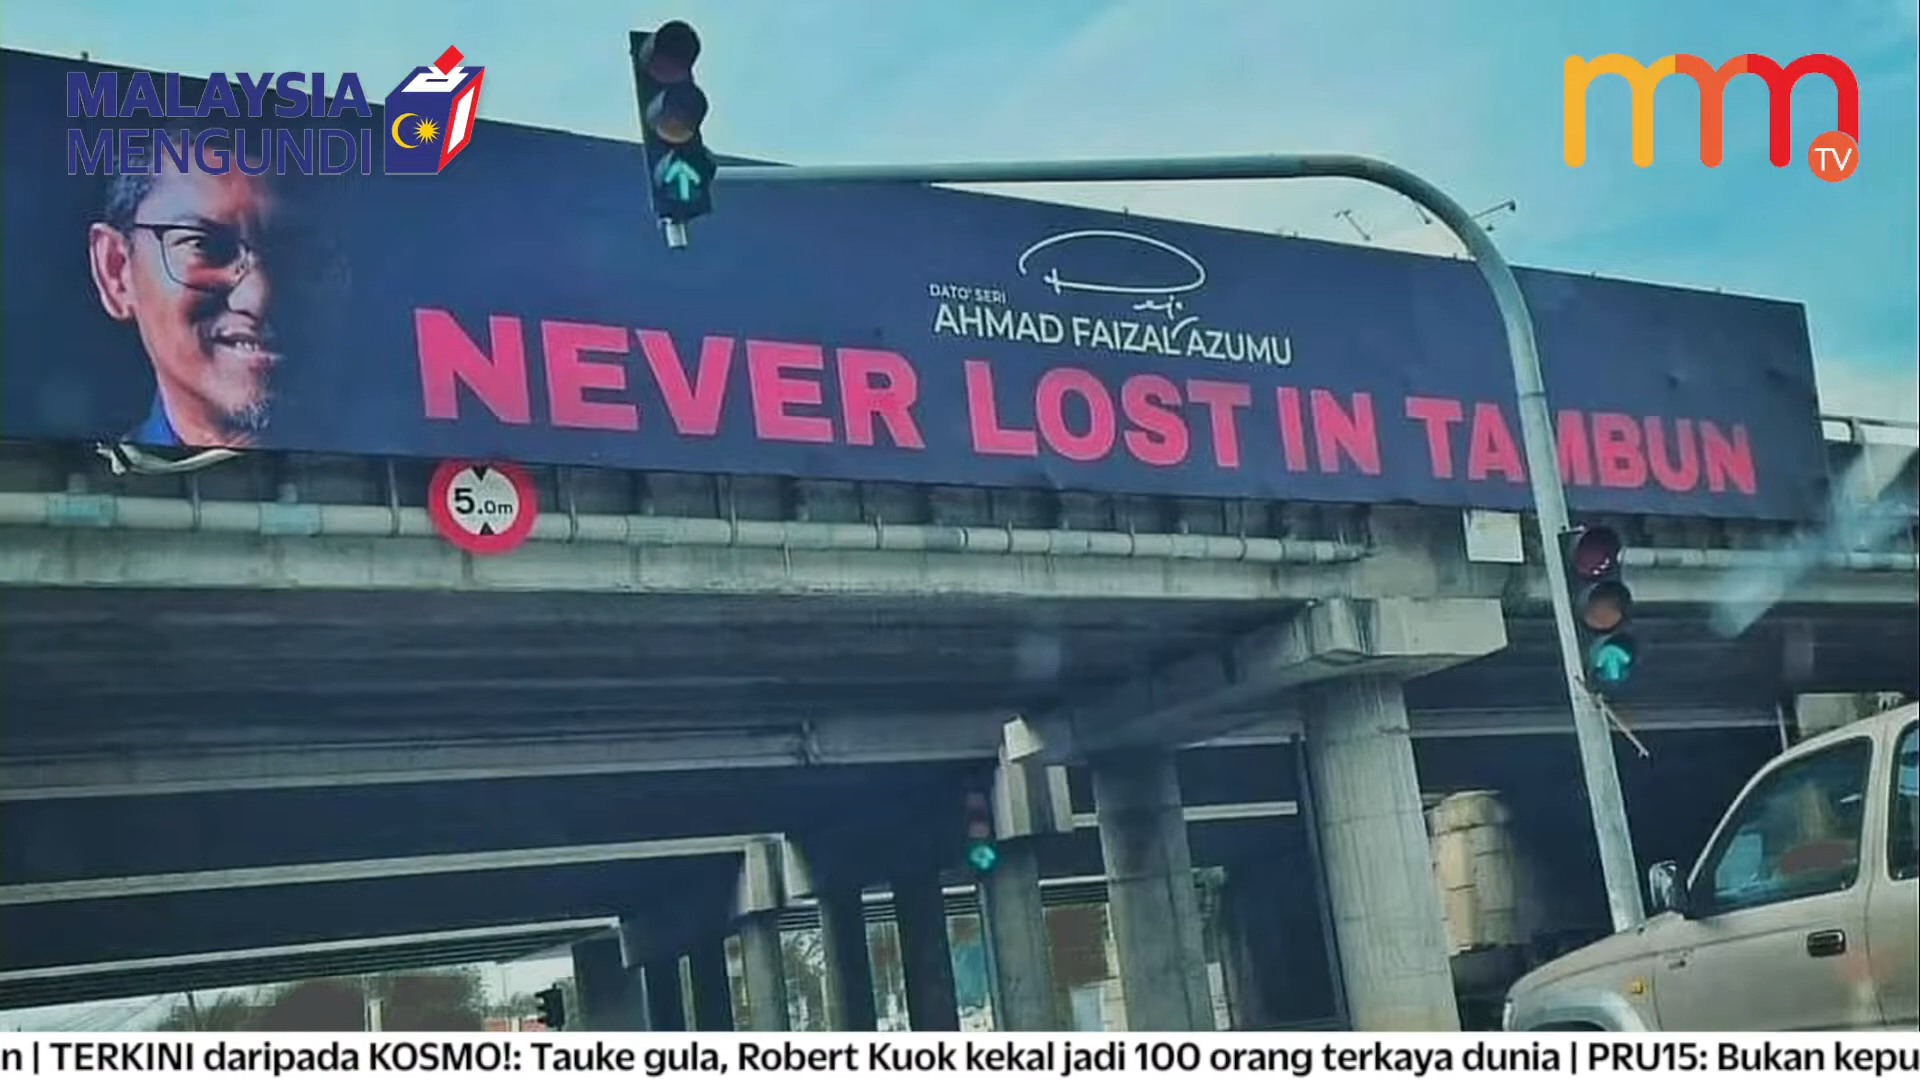 MALAYSIA
MENGUNDI
mm
TV
DATO' SERI
AHMAD FAIZAL AZUMU
NEVER LOST IN TAMBUN
5.0m
n | TERKINI daripada KOSMO!: Tauke gula, Robert Kuok kekal jadi 100 orang terkaya dunia | PRU15: Bukan kepu